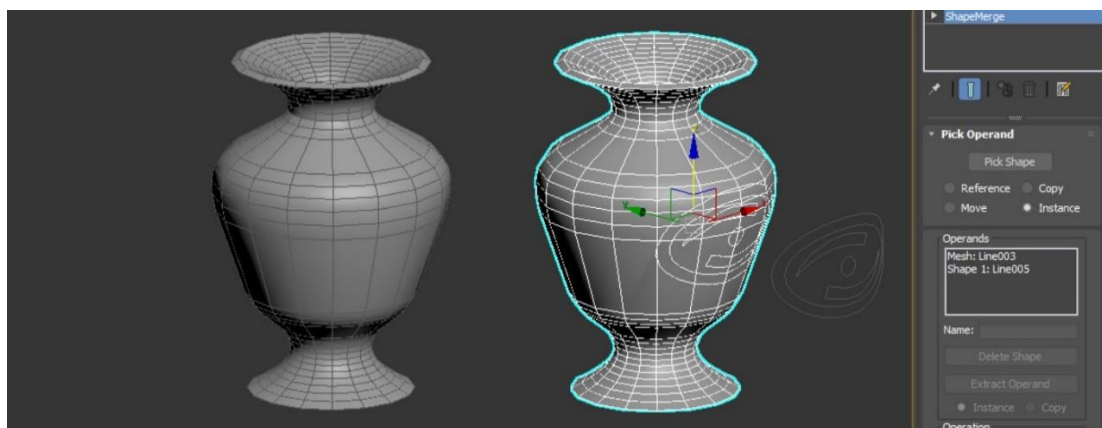 ShapeMerge
Pick Operand
Pick Shape
Reference Copy
Move Instance
Operands
Mesh: Line003
Shape 1: Line005
Name:
Delete Shape
Extract Operand
Instance Copy
Operation